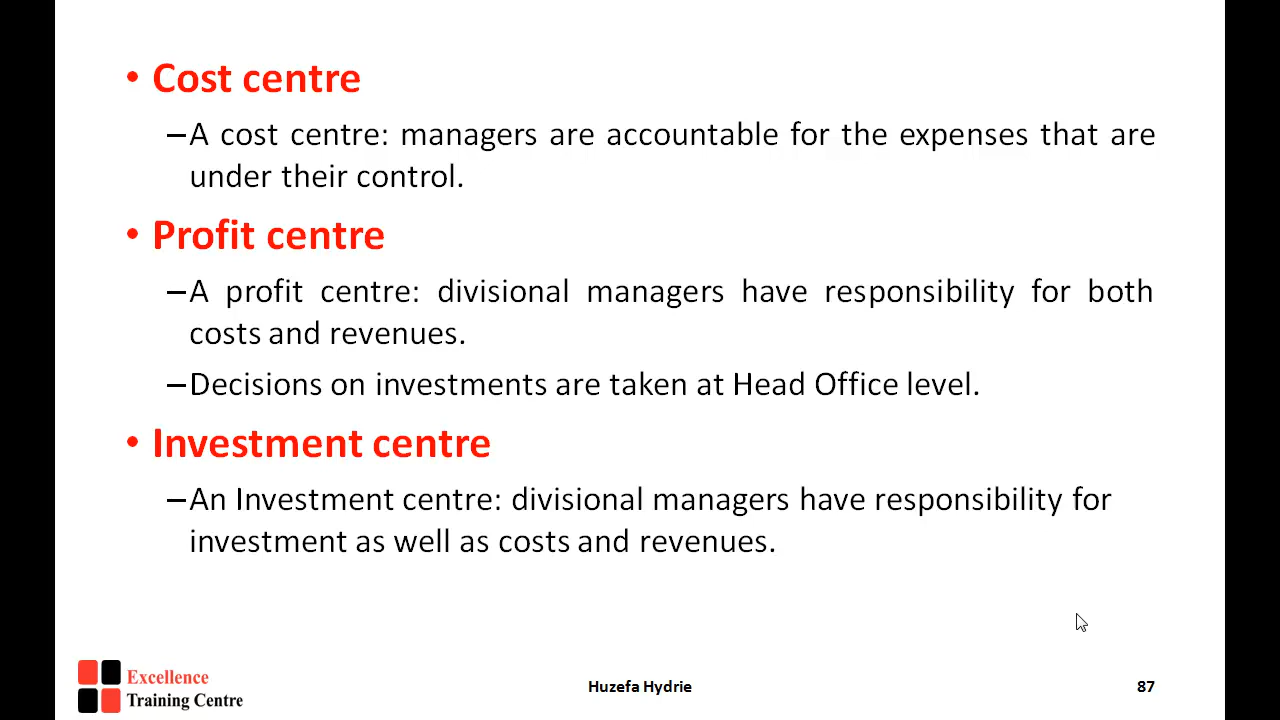 • Cost centre
–A cost centre: managers are accountable for the expenses that are
under their control.
• Profit centre
–A profit centre: divisional managers have responsibility for both
costs and revenues.
–Decisions on investments are taken at Head Office level.
• Investment centre
–An Investment centre: divisional managers have responsibility for
investment as well as costs and revenues.
Excellence
Training Centre
Huzefa Hydrie
87